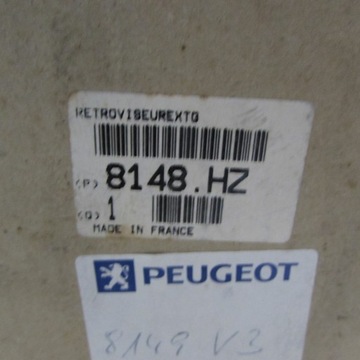 RETROVISEUREXTG
(P) 8148.HZ
(Q) 1
MADE IN FRANCE
PEUGEOT
8149 V3